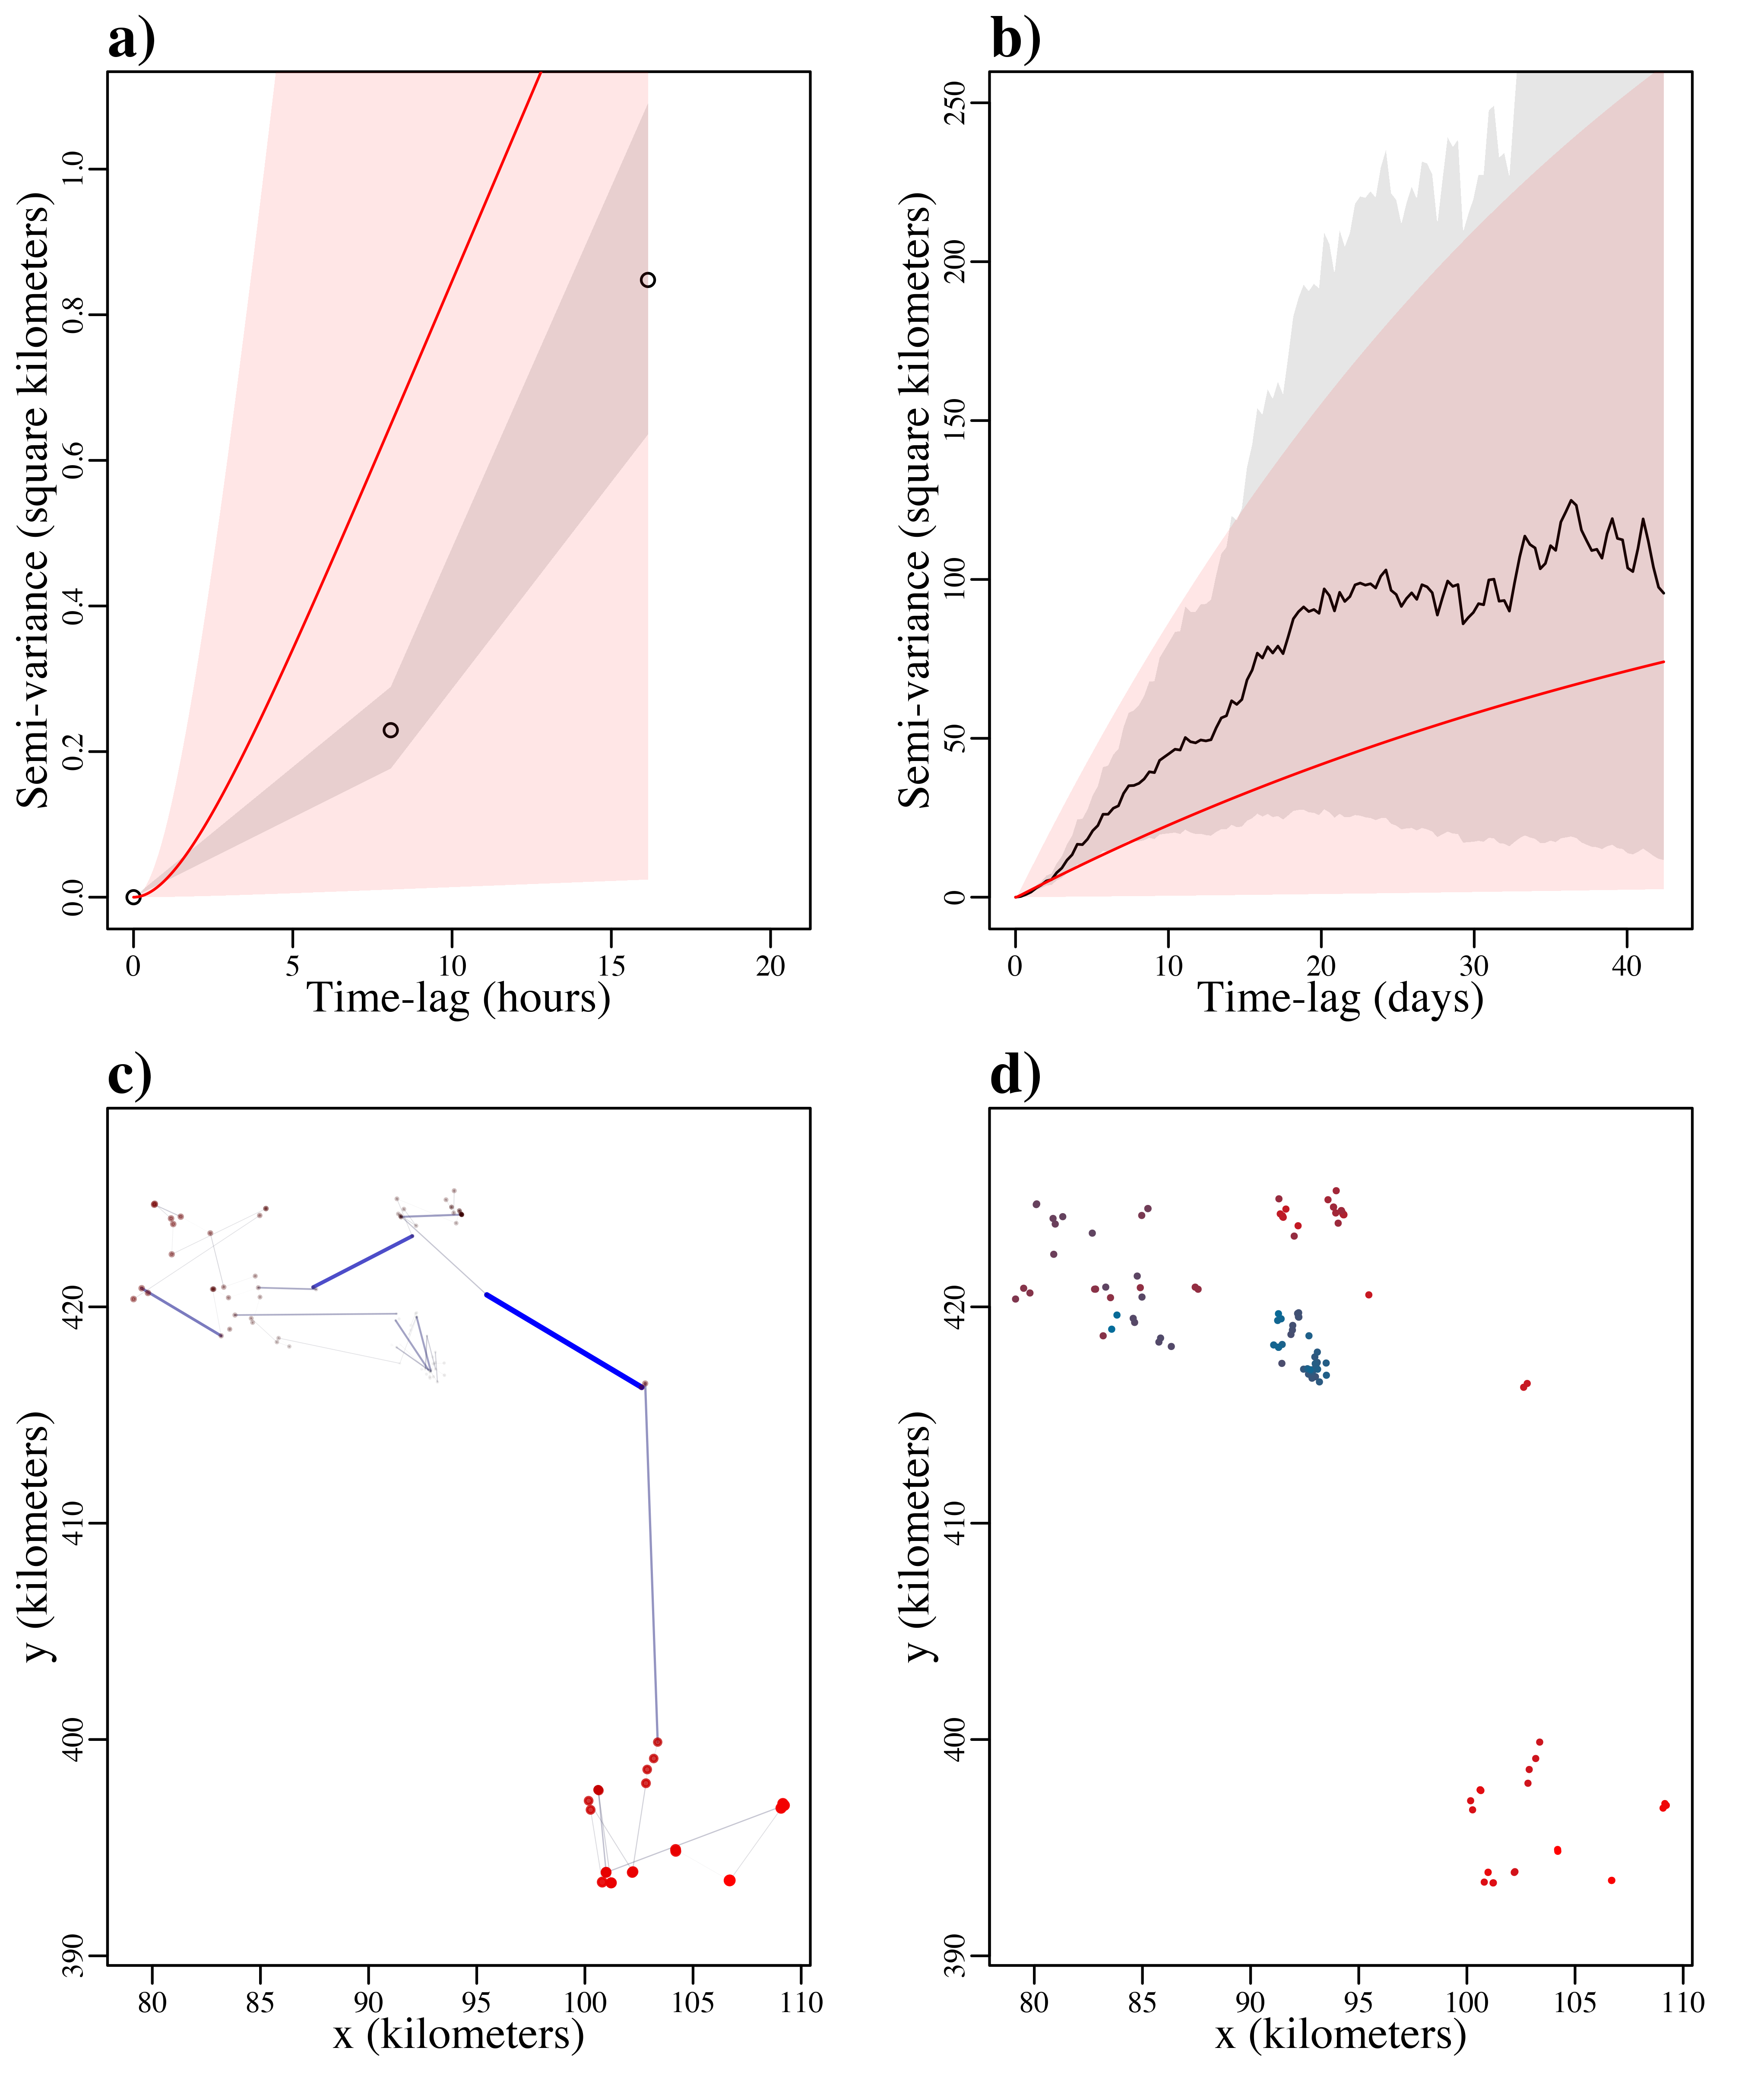 a)
Semi-variance (square kilometers)
0.0 0.2 0.4 0.6 0.8 1.0
0 5 10 15 20
Time-lag (hours)
b)
Semi-variance (square kilometers)
0 50 100 150 200 250
0 10 20 30 40
Time-lag (days)
c)
y (kilometers)
390 400 410 420
80 85 90 95 100 105 110
x (kilometers)
d)
y (kilometers)
390 400 410 420
80 85 90 95 100 105 110
x (kilometers)